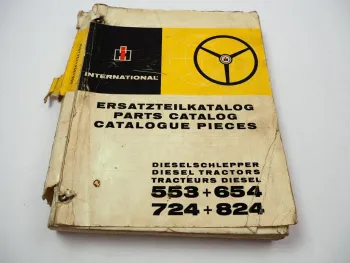 INTERNATIONAL
ERSATZTEILKATALOG
PARTS CATALOG
CATALOGUE PIECES
DIESELSCHLEPPER
DIESEL TRACTORS
TRACTEURS DIESEL
553+654
724+824